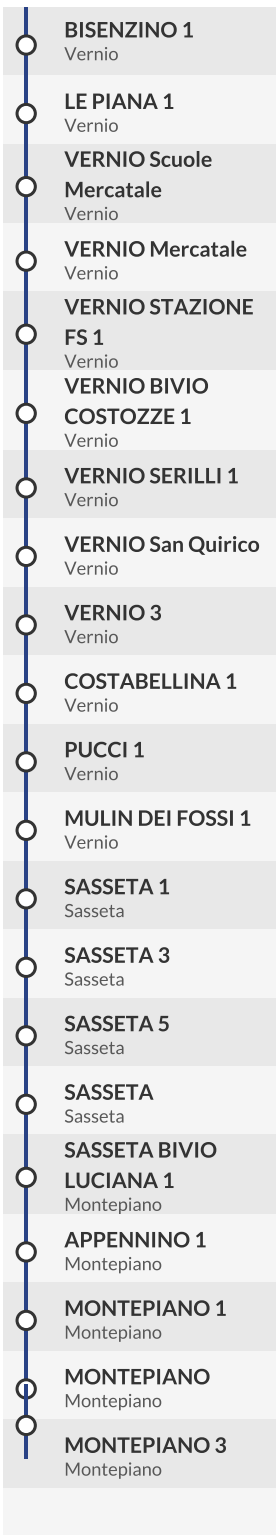 BISENZINO 1
Vernio
LE PIANA 1
Vernio
VERNIO Scuole
Mercatale
Vernio
VERNIO Mercatale
Vernio
VERNIO STAZIONE
FS 1
Vernio
VERNIO BIVIO
COSTOZZE 1
Vernio
VERNIO SERILLI 1
Vernio
VERNIO San Quirico
Vernio
VERNIO 3
Vernio
COSTABELLINA 1
Vernio
PUCCI 1
Vernio
MULIN DEI FOSSI 1
Vernio
SASSETA 1
Sasseta
SASSETA 3
Sasseta
SASSETA 5
Sasseta
SASSETA
Sasseta
SASSETA BIVIO
LUCIANA 1
Montepiano
APPENNINO 1
Montepiano
MONTEPIANO 1
Montepiano
MONTEPIANO
Montepiano
MONTEPIANO 3
Montepiano